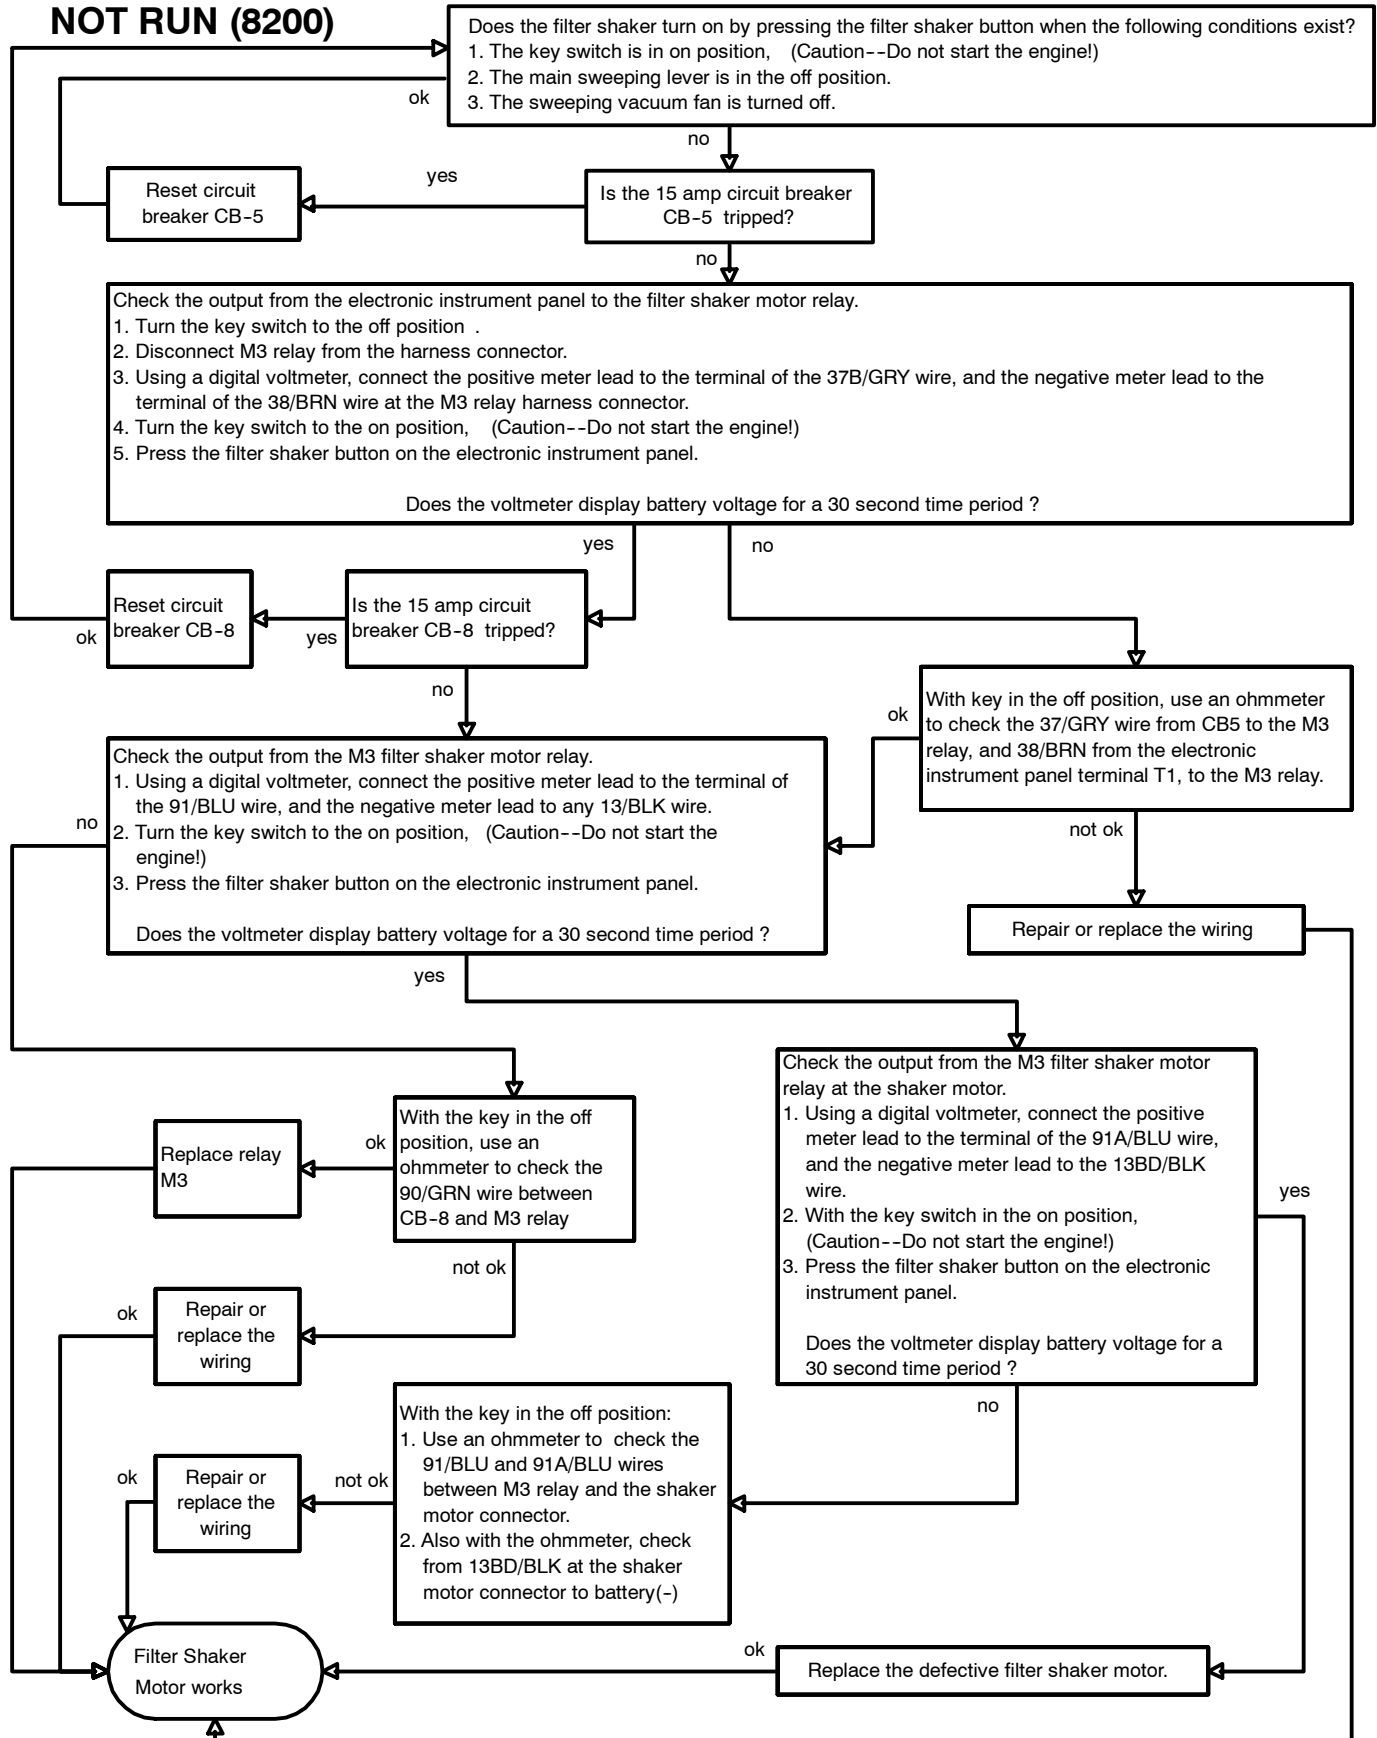 NOT RUN (8200)
Does the filter shaker turn on by pressing the filter shaker button when the following conditions exist?
1. The key switch is in on position, (Caution--Do not start the engine!)
2. The main sweeping lever is in the off position.
3. The sweeping vacuum fan is turned off.
ok
no
Reset circuit
breaker CB-5
yes
Is the 15 amp circuit breaker
CB-5 tripped?
no
Check the output from the electronic instrument panel to the filter shaker motor relay.
1. Turn the key switch to the off position .
2. Disconnect M3 relay from the harness connector.
3. Using a digital voltmeter, connect the positive meter lead to the terminal of the 37B/GRY wire, and the negative meter lead to the
terminal of the 38/BRN wire at the M3 relay harness connector.
4. Turn the key switch to the on position, (Caution--Do not start the engine!)
5. Press the filter shaker button on the electronic instrument panel.
Does the voltmeter display battery voltage for a 30 second time period ?
yes
no
Reset circuit
breaker CB-8
ok
yes
Is the 15 amp circuit
breaker CB-8 tripped?
no
With key in the off position, use an ohmmeter
to check the 37/GRY wire from CB5 to the M3
relay, and 38/BRN from the electronic
instrument panel terminal T1, to the M3 relay.
ok
not ok
Check the output from the M3 filter shaker motor relay.
1. Using a digital voltmeter, connect the positive meter lead to the terminal of
the 91/BLU wire, and the negative meter lead to any 13/BLK wire.
2. Turn the key switch to the on position, (Caution--Do not start the
engine!)
3. Press the filter shaker button on the electronic instrument panel.
Does the voltmeter display battery voltage for a 30 second time period ?
no
Repair or replace the wiring
yes
Check the output from the M3 filter shaker motor
relay at the shaker motor.
1. Using a digital voltmeter, connect the positive
meter lead to the terminal of the 91A/BLU wire,
and the negative meter lead to the 13BD/BLK
wire.
2. With the key switch in the on position,
(Caution--Do not start the engine!)
3. Press the filter shaker button on the electronic
instrument panel.
Does the voltmeter display battery voltage for a
30 second time period ?
yes
no
With the key in the off
position, use an
ohmmeter to check the
90/GRN wire between
CB-8 and M3 relay
ok
Replace relay
M3
not ok
ok
Repair or
replace the
wiring
With the key in the off position:
1. Use an ohmmeter to check the
91/BLU and 91A/BLU wires
between M3 relay and the shaker
motor connector.
2. Also with the ohmmeter, check
from 13BD/BLK at the shaker
motor connector to battery(-)
not ok
ok
Repair or
replace the
wiring
Filter Shaker
Motor works
ok
Replace the defective filter shaker motor.